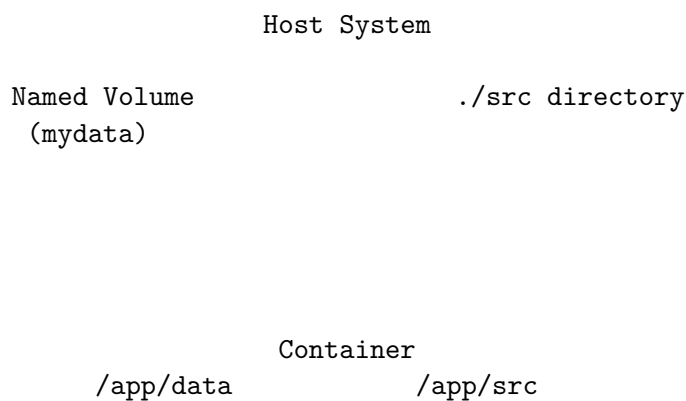 Host System
Named Volume ./src directory
(mydata)
Container
/app/data /app/src